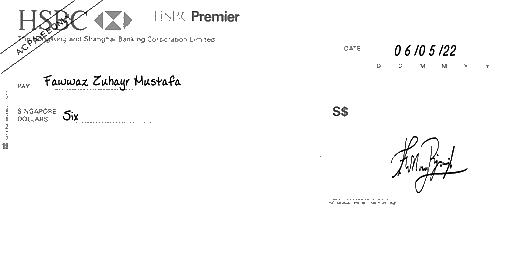 HSBC HSBC Premier
The Hongkong and Shanghai Banking Corporation Limited
A/C PAYEE ONLY
DATE 06/05/22
D D M M Y Y
PAY Fawwaz Zuhayr Mustafa
SINGAPORE
DOLLARS Six
S$